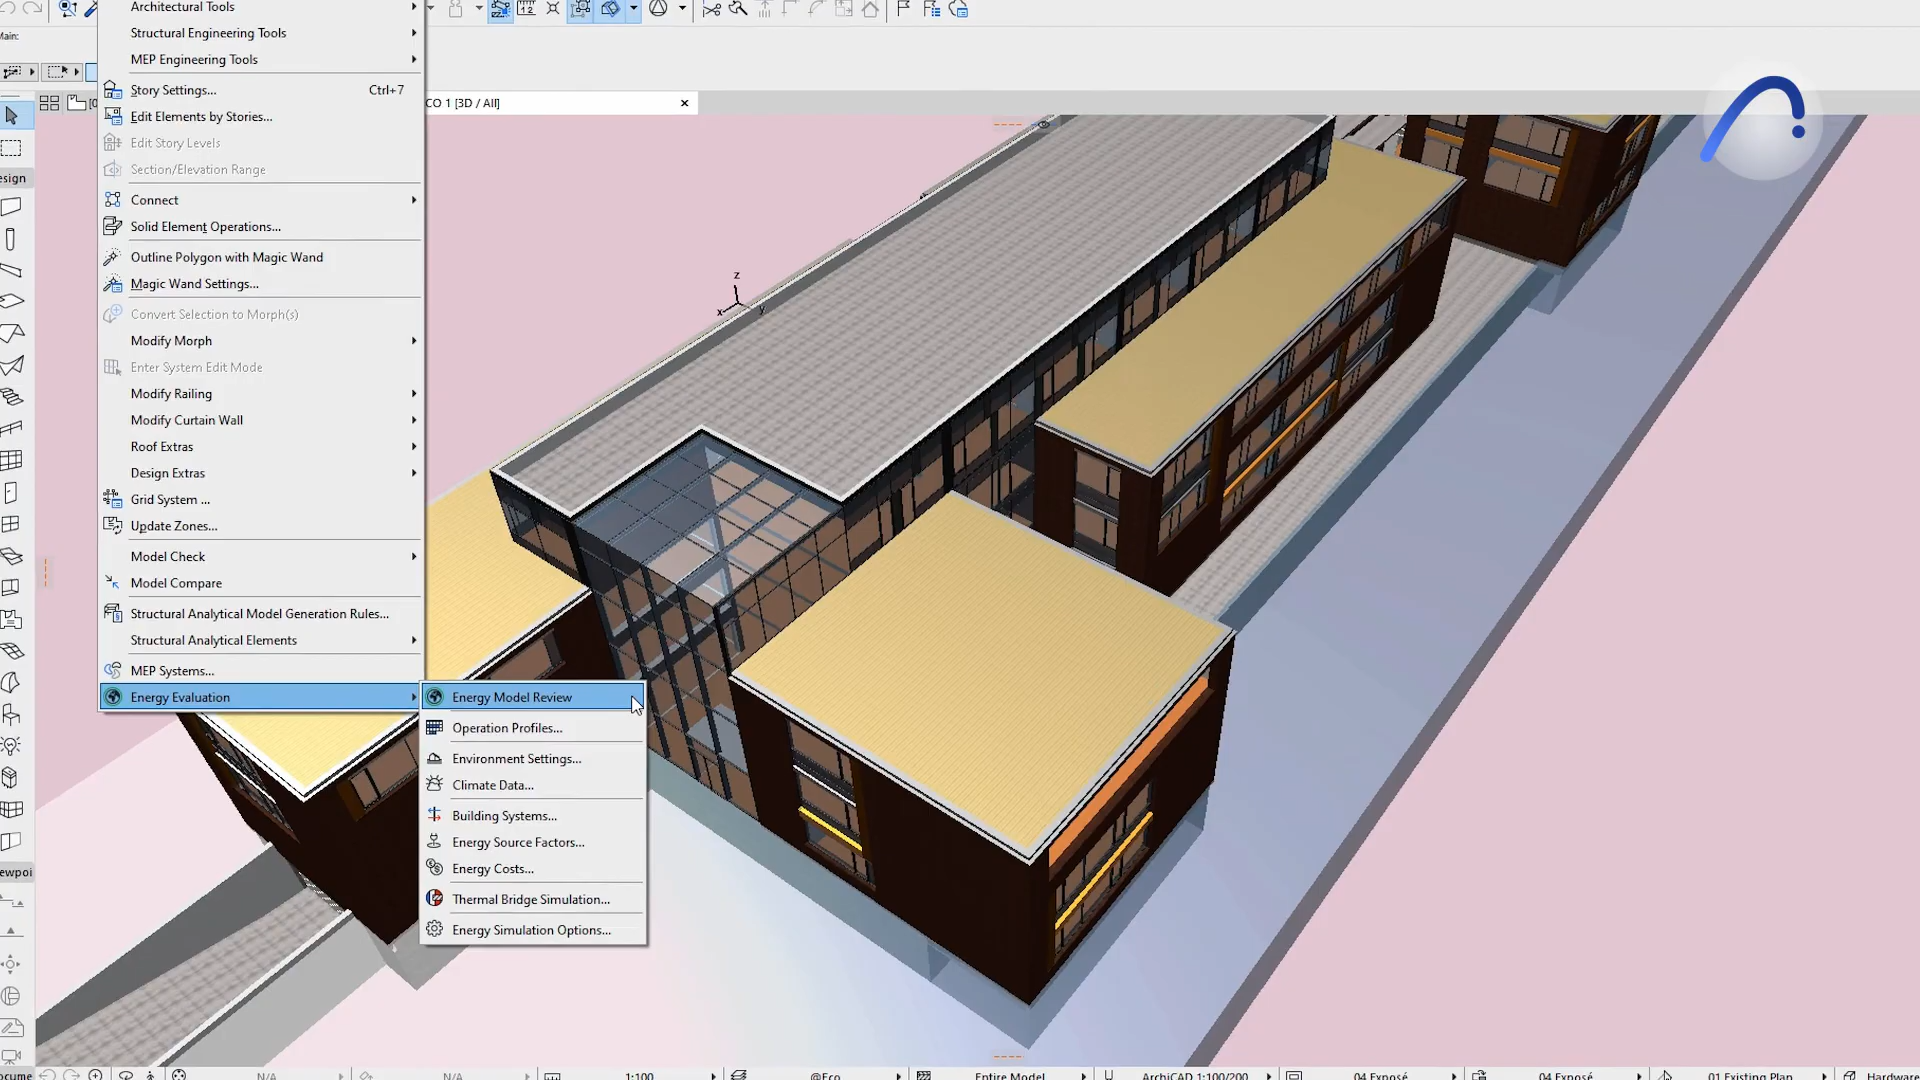 Architectural Tools
Structural Engineering Tools
MEP Engineering Tools
Main:
Story Settings... Ctrl+7
Edit Elements by Stories...
Edit Story Levels
Section/Elevation Range
CO 1 [3D / All]
esign
Connect
Solid Element Operations...
Outline Polygon with Magic Wand
Magic Wand Settings...
Convert Selection to Morph(s)
Modify Morph
Enter System Edit Mode
Modify Railing
Modify Curtain Wall
Roof Extras
Design Extras
Grid System ...
Update Zones...
Model Check
Model Compare
Structural Analytical Model Generation Rules...
Structural Analytical Elements
MEP Systems...
Energy Evaluation
Energy Model Review
Operation Profiles...
Environment Settings...
Climate Data...
Building Systems...
Energy Source Factors...
Energy Costs...
Thermal Bridge Simulation...
Energy Simulation Options...
ewpoi
z
x
y
ocume
N/A
N/A
1:100
@Eco
Entire Model
ArchiCAD 1:100/200
04 Exposé
04 Exposé
01 Existing Plan
Hardware